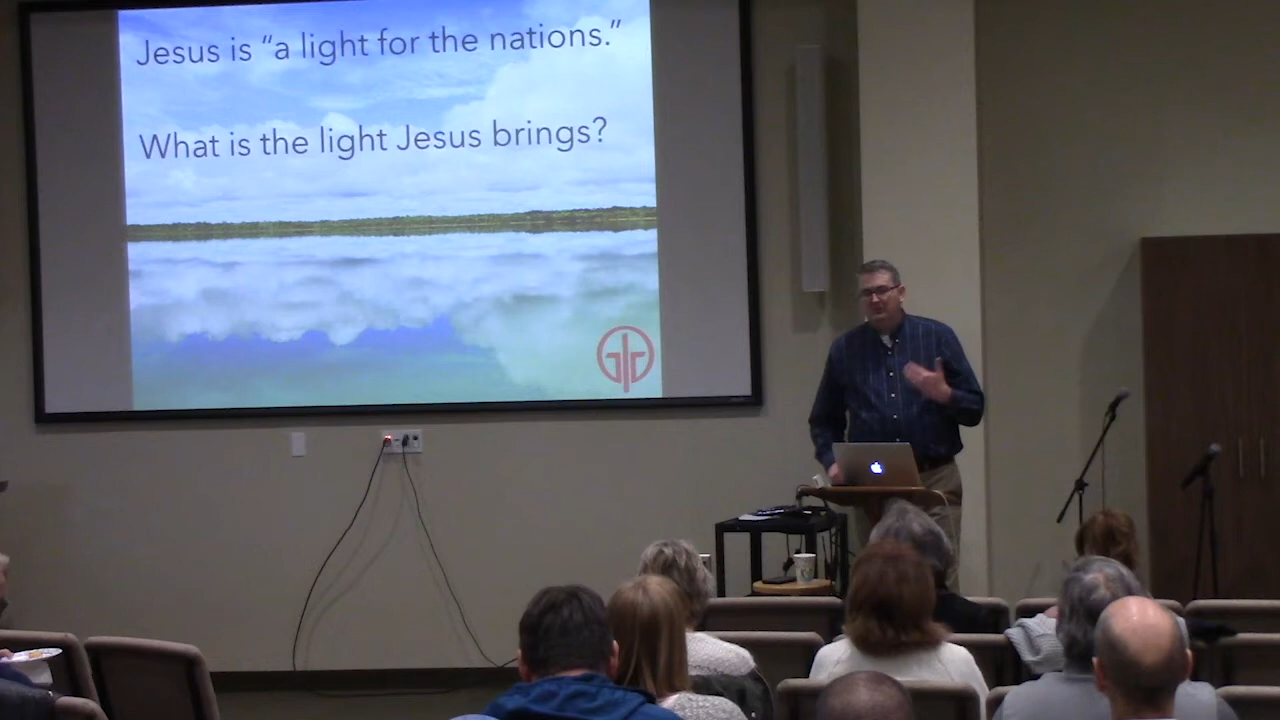 Jesus is “a light for the nations.”
What is the light Jesus brings?